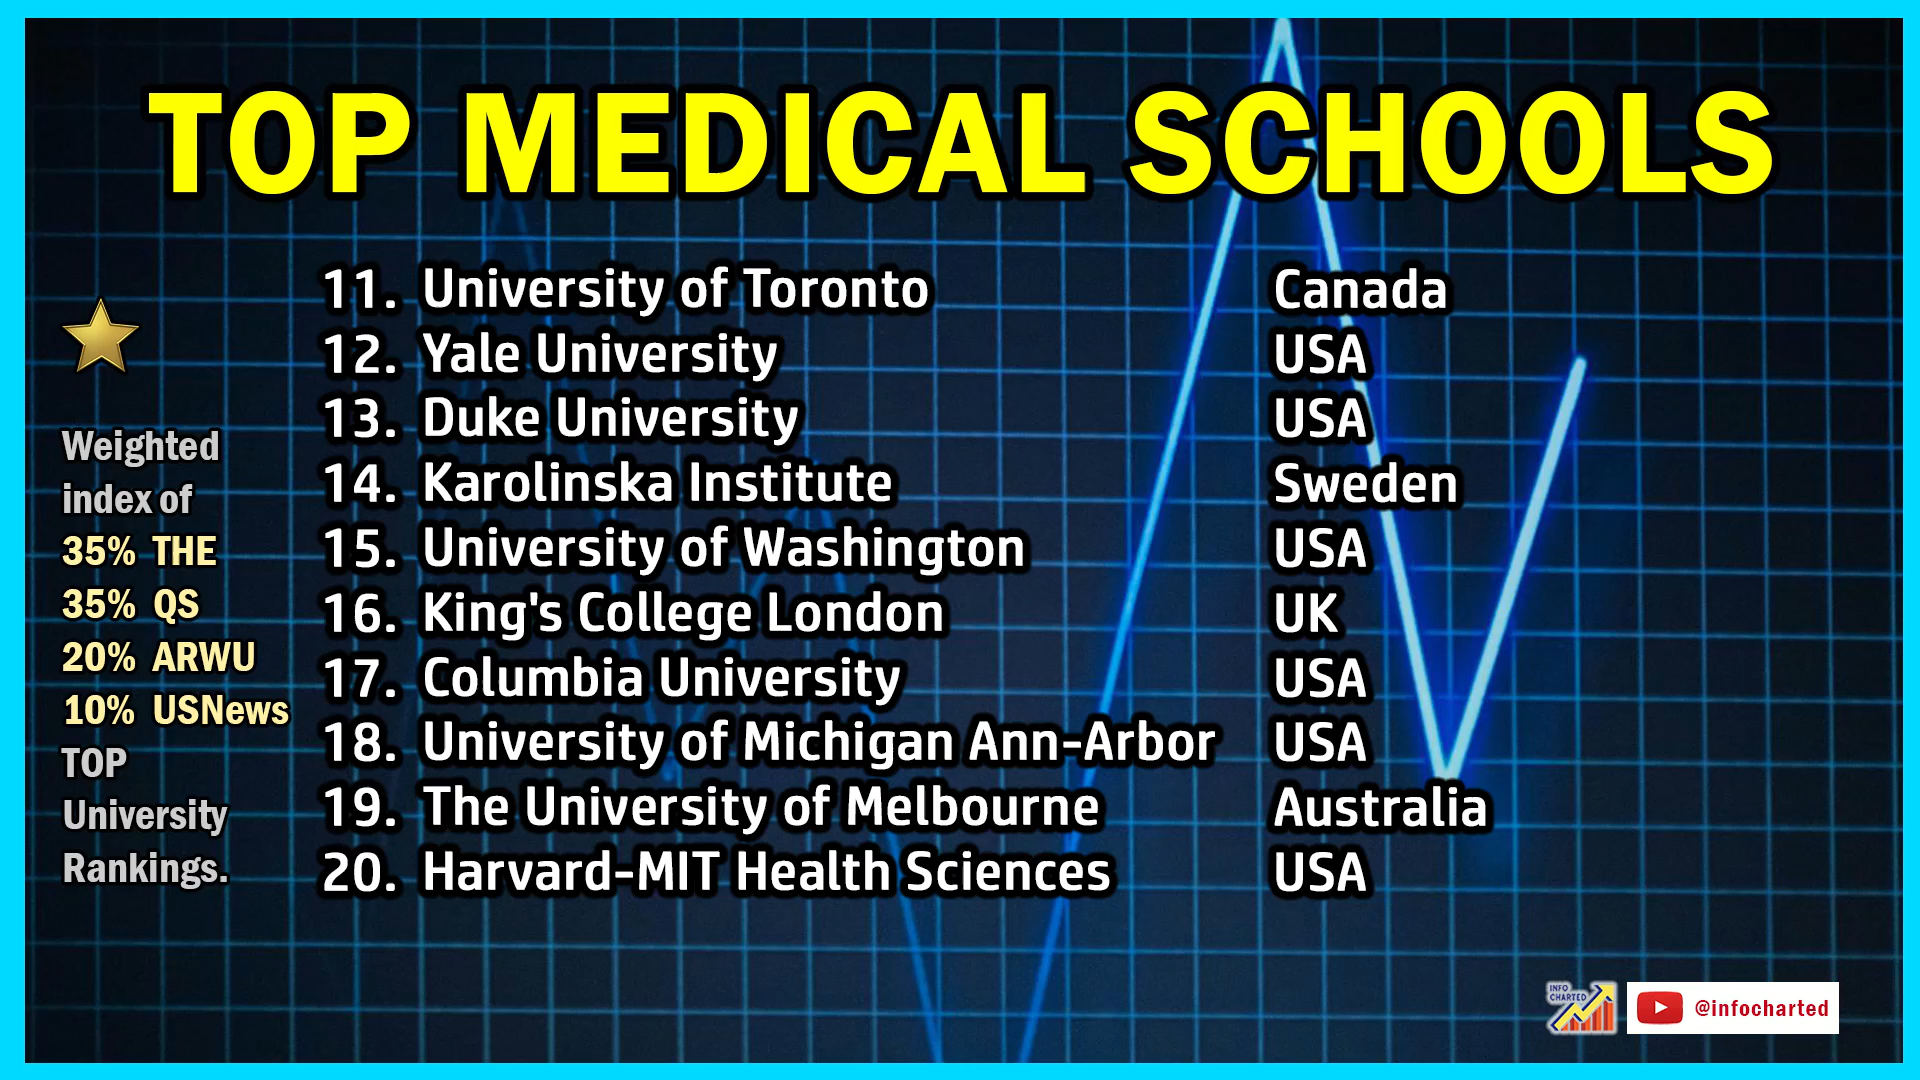 TOP MEDICAL SCHOOLS
11. University of Toronto Canada
12. Yale University USA
13. Duke University USA
14. Karolinska Institute Sweden
15. University of Washington USA
16. King's College London UK
17. Columbia University USA
18. University of Michigan Ann-Arbor USA
19. The University of Melbourne Australia
20. Harvard-MIT Health Sciences USA
Weighted
index of
35% THE
35% QS
20% ARWU
10% USNews
TOP
University
Rankings.
INFO
CHARTED
@infocharted